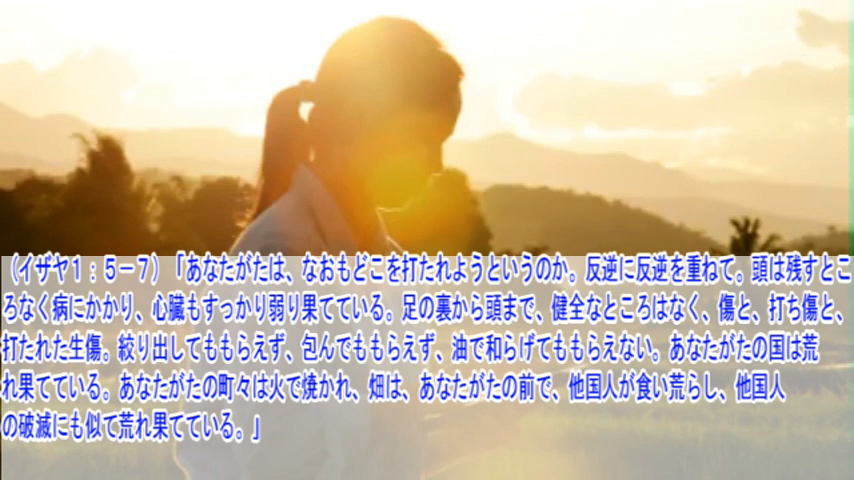 （イザヤ１：５－７）「あなたがたは、なおもどこを打たれようというのか。反逆に反逆を重ねて。頭は残すとこ
ろなく病にかかり、心臓もすっかり弱り果てている。足の裏から頭まで、健全なところはなく、傷と、打ち傷と、
打たれた生傷。絞り出してももらえず、包んでももらえず、油で和らげてももらえない。あなたがたの国は荒
れ果てている。あなたがたの町々は火で焼かれ、畑は、あなたがたの前で、他国人が食い荒らし、他国人
の破滅にも似て荒れ果てている。」